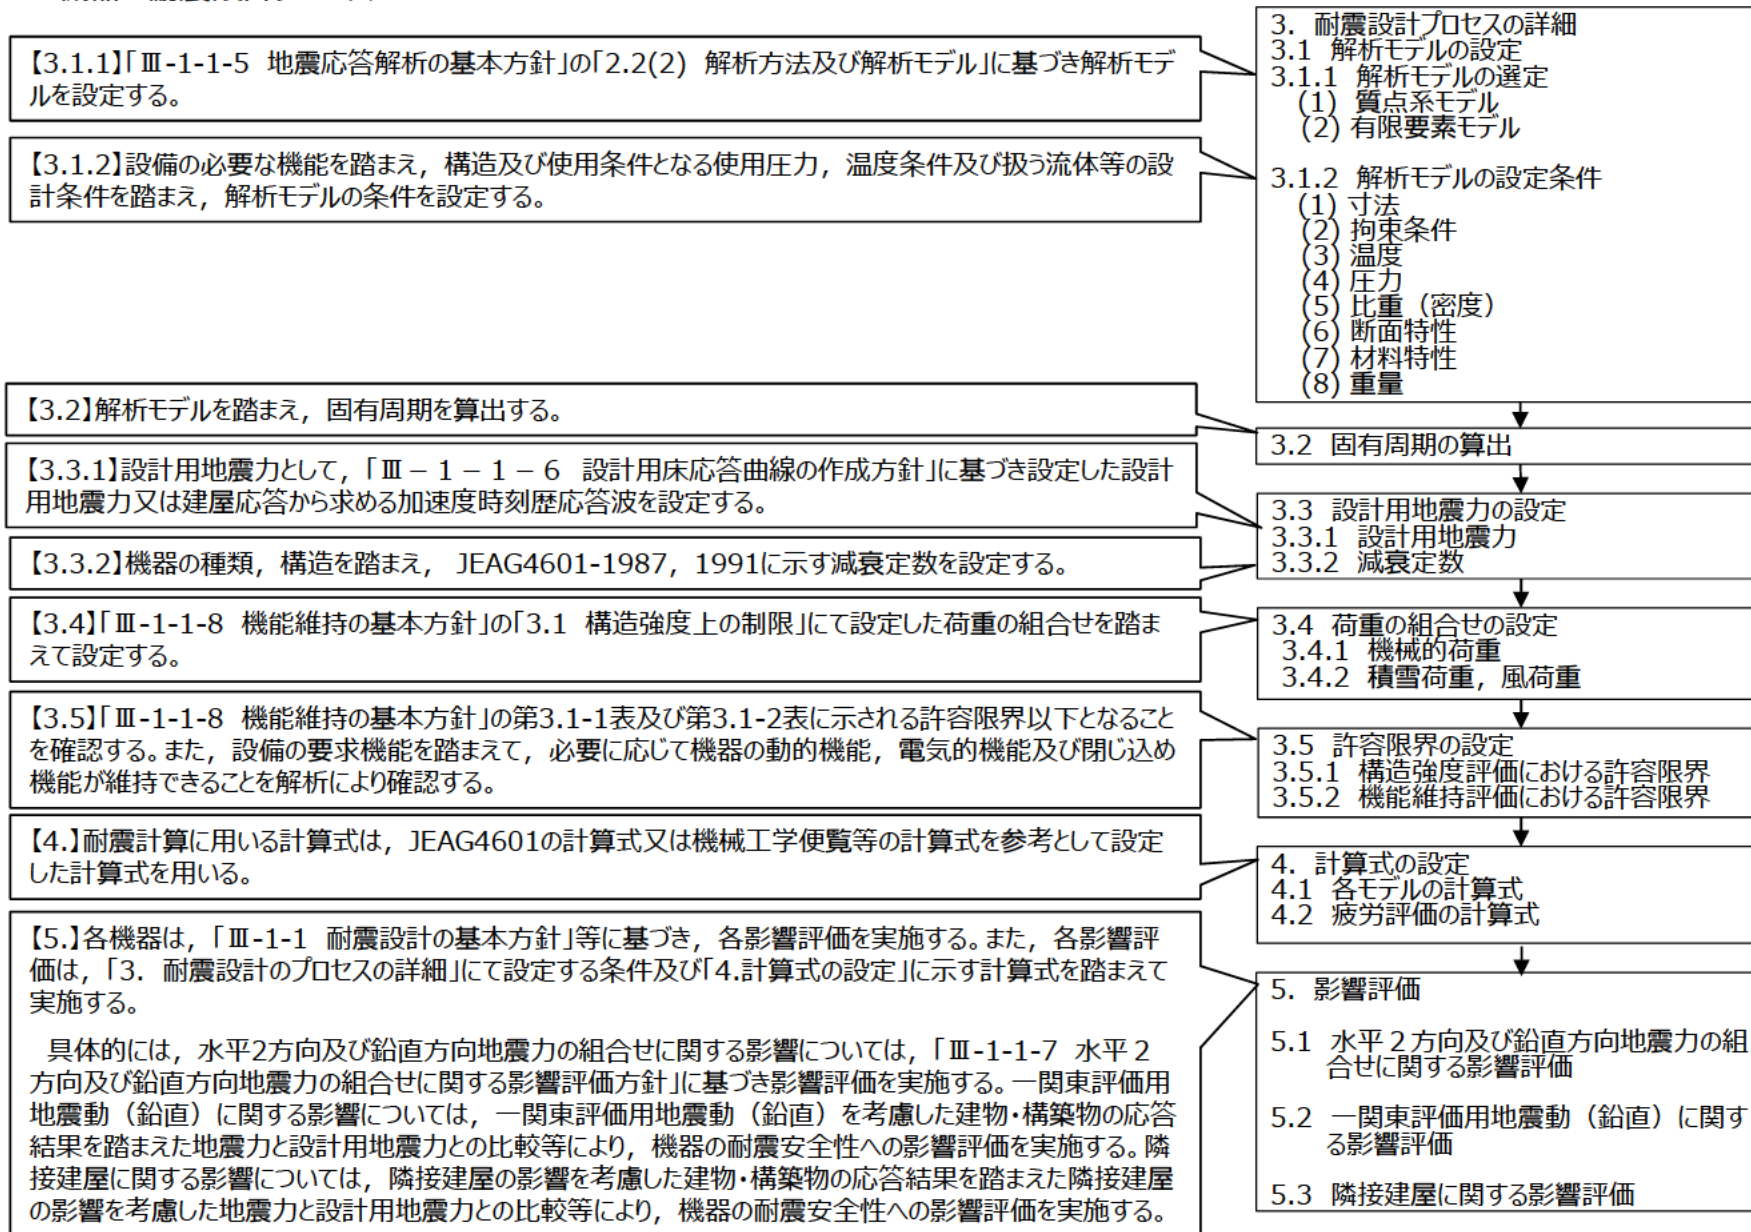 【3.1.1】「Ⅲ-1-1-5 地震応答解析の基本方針」の「2.2(2) 解析方法及び解析モデル」に基づき解析モデ
ルを設定する。
【3.1.2】設備の必要な機能を踏まえ，構造及び使用条件となる使用圧力，温度条件及び扱う流体等の設
計条件を踏まえ，解析モデルの条件を設定する。
【3.2】解析モデルを踏まえ，固有周期を算出する。
【3.3.1】設計用地震力として，「Ⅲ－１－１－６ 設計用床応答曲線の作成方針」に基づき設定した設計
用地震力又は建屋応答から求める加速度時刻歴応答波を設定する。
【3.3.2】機器の種類，構造を踏まえ， JEAG4601-1987，1991に示す減衰定数を設定する。
【3.4】「Ⅲ-1-1-8 機能維持の基本方針」の「3.1 構造強度上の制限」にて設定した荷重の組合せを踏ま
えて設定する。
【3.5】「Ⅲ-1-1-8 機能維持の基本方針」の第3.1-1表及び第3.1-2表に示される許容限界以下となること
を確認する。また，設備の要求機能を踏まえて，必要に応じて機器の動的機能，電気的機能及び閉じ込め
機能が維持できることを解析により確認する。
【4.】耐震計算に用いる計算式は，JEAG4601の計算式又は機械工学便覧等の計算式を参考として設定
した計算式を用いる。
【5.】各機器は，「Ⅲ-1-1 耐震設計の基本方針」等に基づき，各影響評価を実施する。また，各影響評
価は，「3. 耐震設計のプロセスの詳細」にて設定する条件及び「4.計算式の設定」に示す計算式を踏まえて
実施する。
具体的には，水平2方向及び鉛直方向地震力の組合せに関する影響については，「Ⅲ-1-1-7 水平２
方向及び鉛直方向地震力の組合せに関する影響評価方針」に基づき影響評価を実施する。一関東評価用
地震動（鉛直）に関する影響については，一関東評価用地震動（鉛直）を考慮した建物・構築物の応答
結果を踏まえた地震力と設計用地震力との比較等により，機器の耐震安全性への影響評価を実施する。隣
接建屋に関する影響については，隣接建屋の影響を考慮した建物・構築物の応答結果を踏まえた隣接建屋
の影響を考慮した地震力と設計用地震力との比較等により，機器の耐震安全性への影響評価を実施する。
3. 耐震設計プロセスの詳細
3.1 解析モデルの設定
3.1.1 解析モデルの選定
(1) 質点系モデル
(2) 有限要素モデル
3.1.2 解析モデルの設定条件
(1) 寸法
(2) 拘束条件
(3) 温度
(4) 圧力
(5) 比重（密度）
(6) 断面特性
(7) 材料特性
(8) 重量
3.2 固有周期の算出
3.3 設計用地震力の設定
3.3.1 設計用地震力
3.3.2 減衰定数
3.4 荷重の組合せの設定
3.4.1 機械的荷重
3.4.2 積雪荷重，風荷重
3.5 許容限界の設定
3.5.1 構造強度評価における許容限界
3.5.2 機能維持評価における許容限界
4. 計算式の設定
4.1 各モデルの計算式
4.2 疲労評価の計算式
5. 影響評価
5.1 水平２方向及び鉛直方向地震力の組
合せに関する影響評価
5.2 一関東評価用地震動（鉛直）に関す
る影響評価
5.3 隣接建屋に関する影響評価